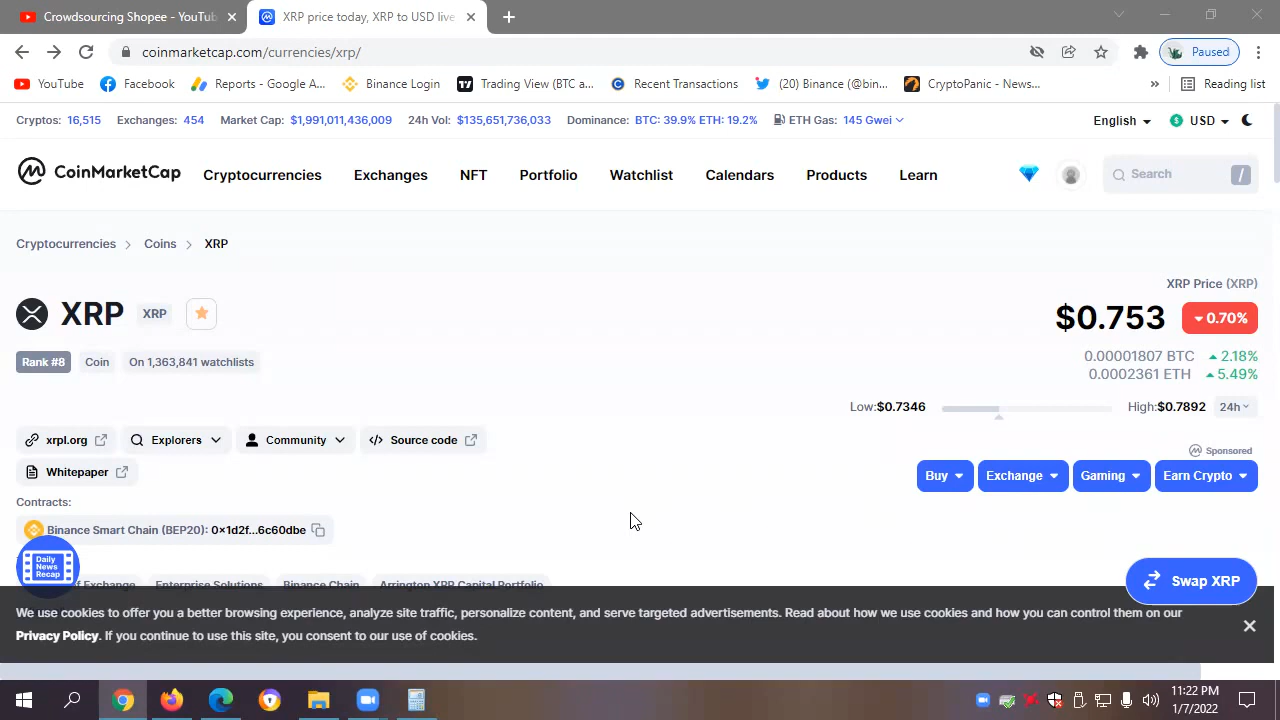 Crowdsourcing Shopee - YouTub
XRP price today, XRP to USD live
coinmarketcap.com/currencies/xrp/
Paused
YouTube
Facebook
Reports - Google A...
Binance Login
Trading View (BTC a...
Recent Transactions
(20) Binance (@bin...
CryptoPanic - News...
»
Reading list
Cryptos: 16,515
Exchanges: 454
Market Cap: $1,991,011,436,009
24h Vol: $135,651,736,033
Dominance: BTC: 39.9% ETH: 19.2%
ETH Gas: 145 Gwei
English
USD
CoinMarketCap
Cryptocurrencies
Exchanges
NFT
Portfolio
Watchlist
Calendars
Products
Learn
Search
/
Cryptocurrencies > Coins > XRP
XRP
XRP
Rank #8
Coin
On 1,363,841 watchlists
XRP Price (XRP)
$0.753
0.70%
0.00001807 BTC 2.18%
0.0002361 ETH 5.49%
Low:$0.7346
High:$0.7892
24h
xrpl.org
Explorers
Community
</> Source code
Whitepaper
Sponsored
Buy
Exchange
Gaming
Earn Crypto
Contracts:
Binance Smart Chain (BEP20): 0x1d2f...6c60dbe
Daily
News
Recap
of Exchange
Enterprise Solutions
Binance Chain
Arrington XRP Capital Portfolio
Swap XRP
We use cookies to offer you a better browsing experience, analyze site traffic, personalize content, and serve targeted advertisements. Read about how we use cookies and how you can control them on our
Privacy Policy. If you continue to use this site, you consent to our use of cookies.
11:22 PM
1/7/2022